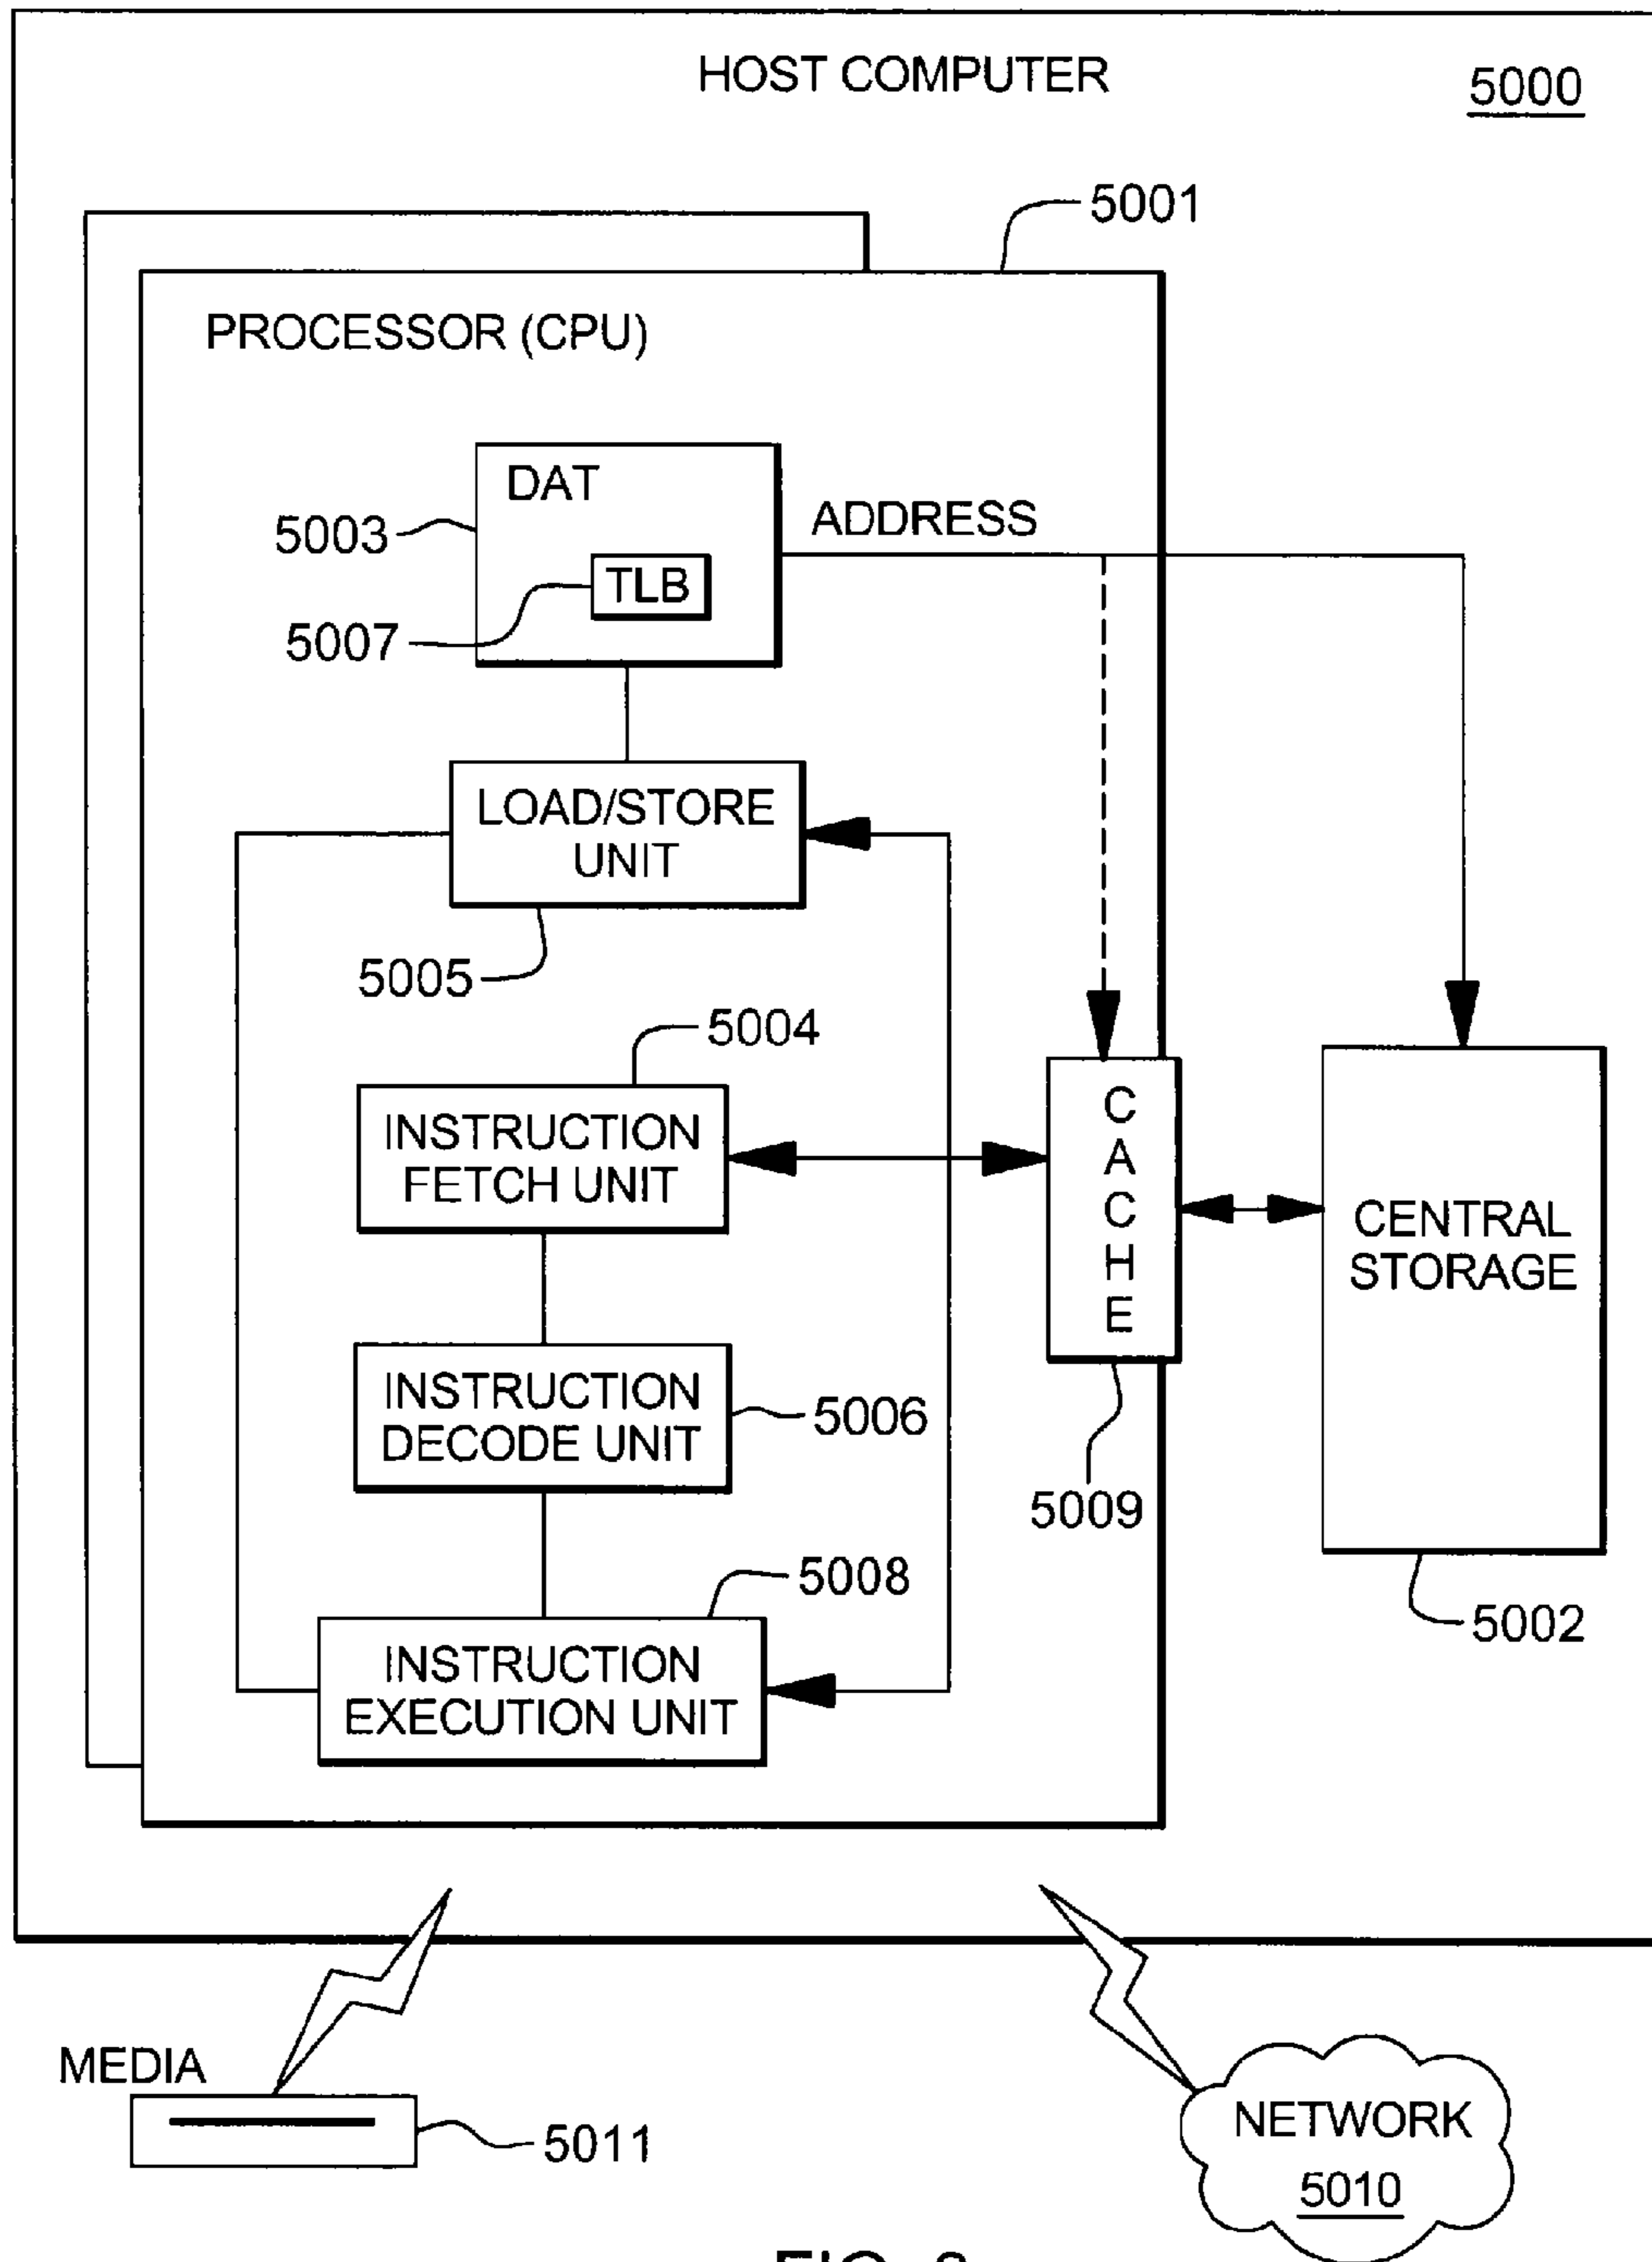 HOST COMPUTER
5000
5001
PROCESSOR (CPU)
DAT
5003
ADDRESS
TLB
5007
LOAD/STORE
UNIT
5005
5004
INSTRUCTION
FETCH UNIT
CACHE
CENTRAL
STORAGE
INSTRUCTION
DECODE UNIT
5006
5009
5008
5002
INSTRUCTION
EXECUTION UNIT
MEDIA
5011
NETWORK
5010